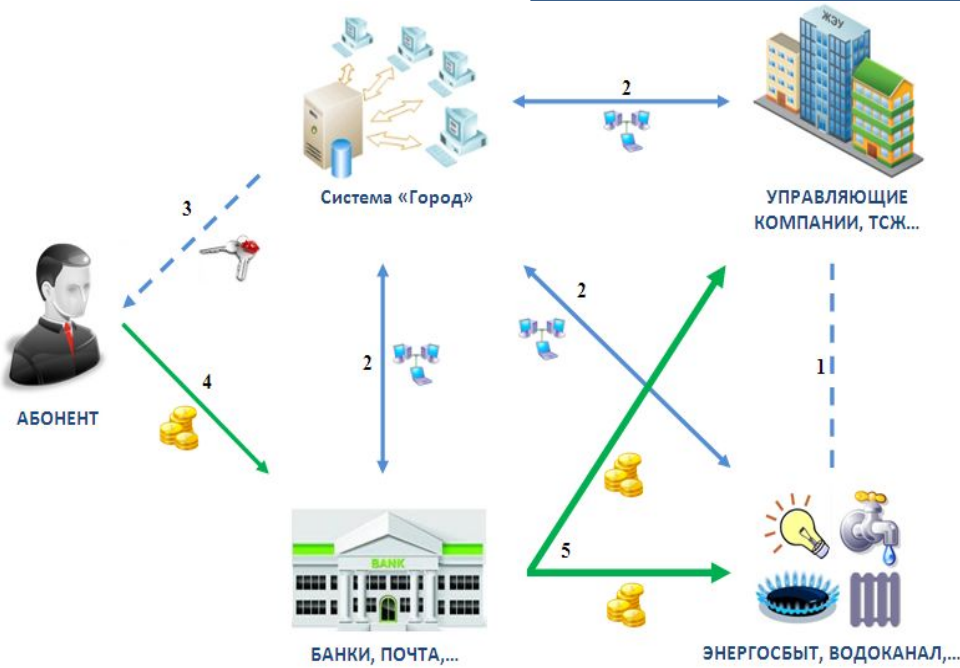 ЖЭУ
2
Система «Город»
УПРАВЛЯЮЩИЕ
КОМПАНИИ, ТСЖ...
3
2
2
1
4
АБОНЕНТ
5
BANK
БАНКИ, ПОЧТА,...
ЭНЕРГОСБЫТ, ВОДОКАНАЛ,...